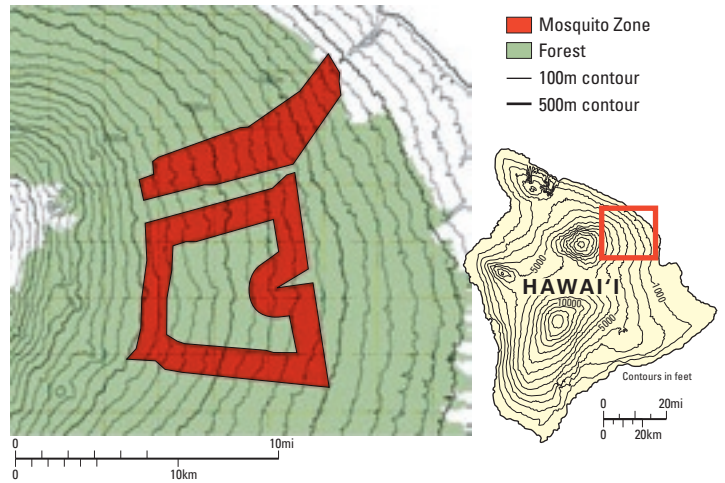 Mosquito Zone
Forest
100m contour
500m contour
5000
1000
HAWAI‘I
10000
5000
Contours in feet
0 20mi
0 20km
0 10mi
0 10km